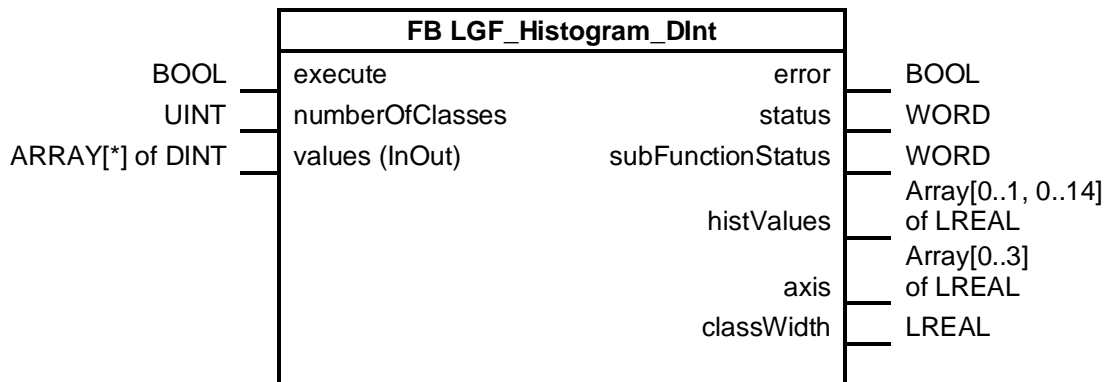 FB LGF_Histogram_DInt
BOOL execute error BOOL
UINT numberOfClasses status WORD
ARRAY[*] of DINT values (InOut) subFunctionStatus WORD
Array[0..1, 0..14]
histValues of LREAL
Array[0..3]
axis of LREAL
classWidth LREAL